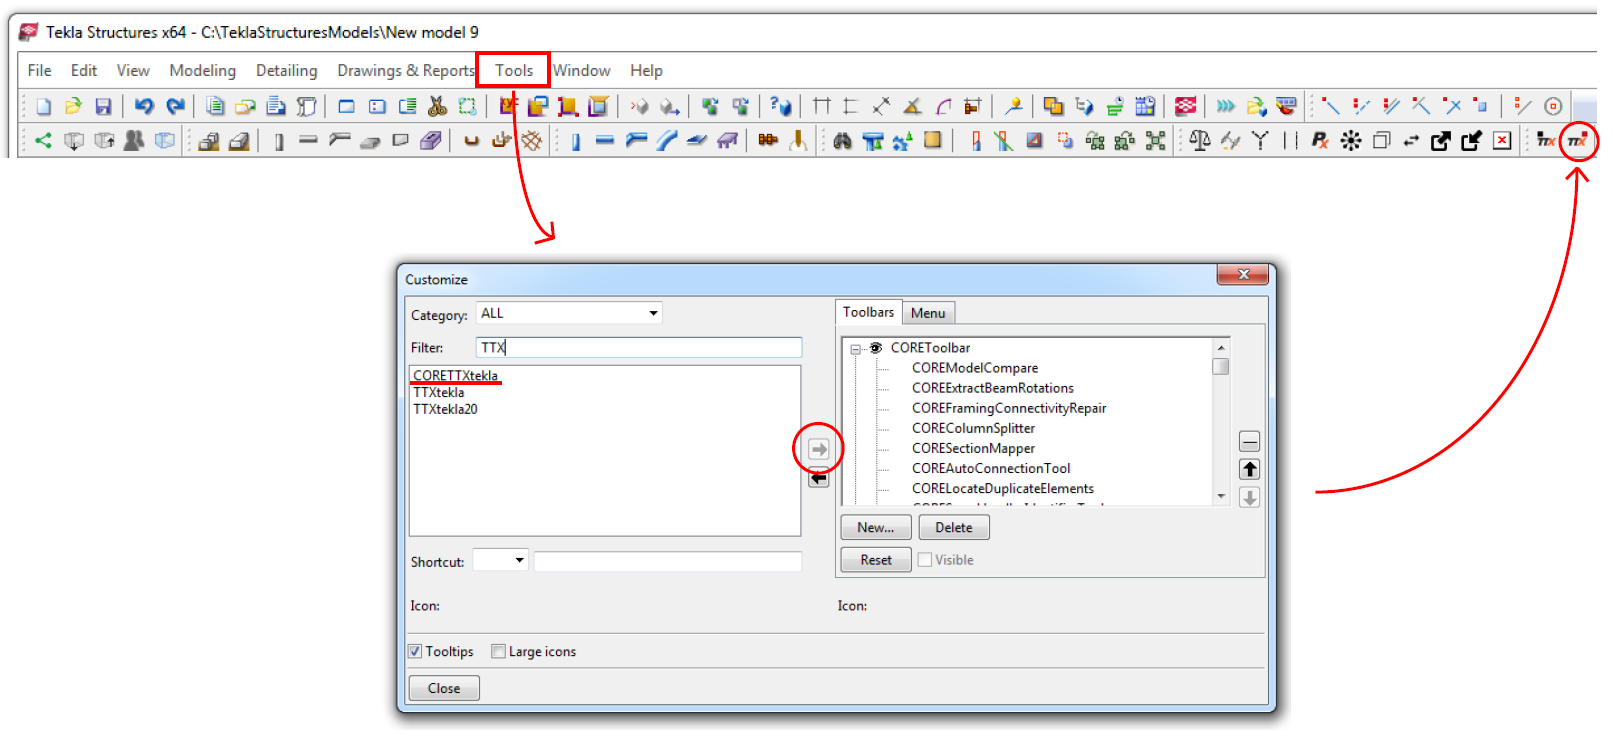 Tekla Structures x64 - C:\TeklaStructuresModels\New model 9
File Edit View Modeling Detailing Drawings & Reports Tools Window Help
Customize
Category: ALL
Filter: TTX
CORETTXtekla
TTXtekla
TTXtekla20
Shortcut:
Icon:
Toolbars Menu
COREToolbar
COREModelCompare
COREExtractBeamRotations
COREFramingConnectivityRepair
COREColumnSplitter
CORESectionMapper
COREAutoConnectionTool
CORELocateDuplicateElements
New... Delete
Reset Visible
Icon:
Tooltips Large icons
Close